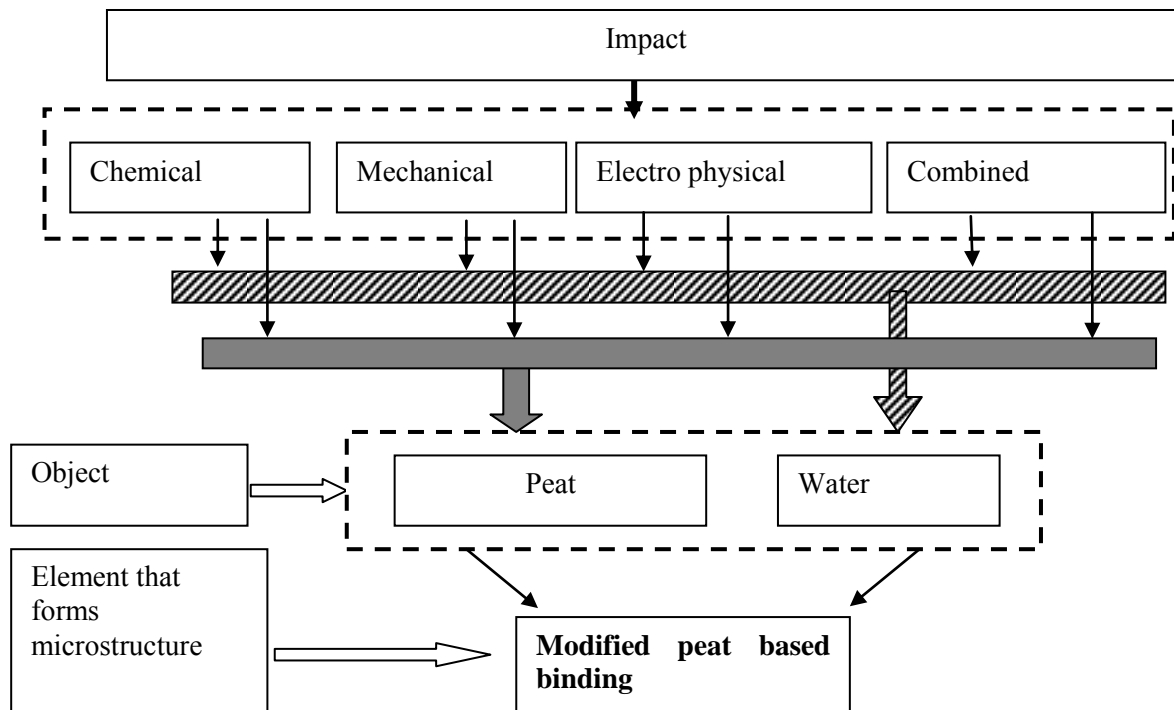 Impact
Chemical
Mechanical
Electro physical
Combined
Object
Peat
Water
Element that
forms
microstructure
Modified peat based
binding